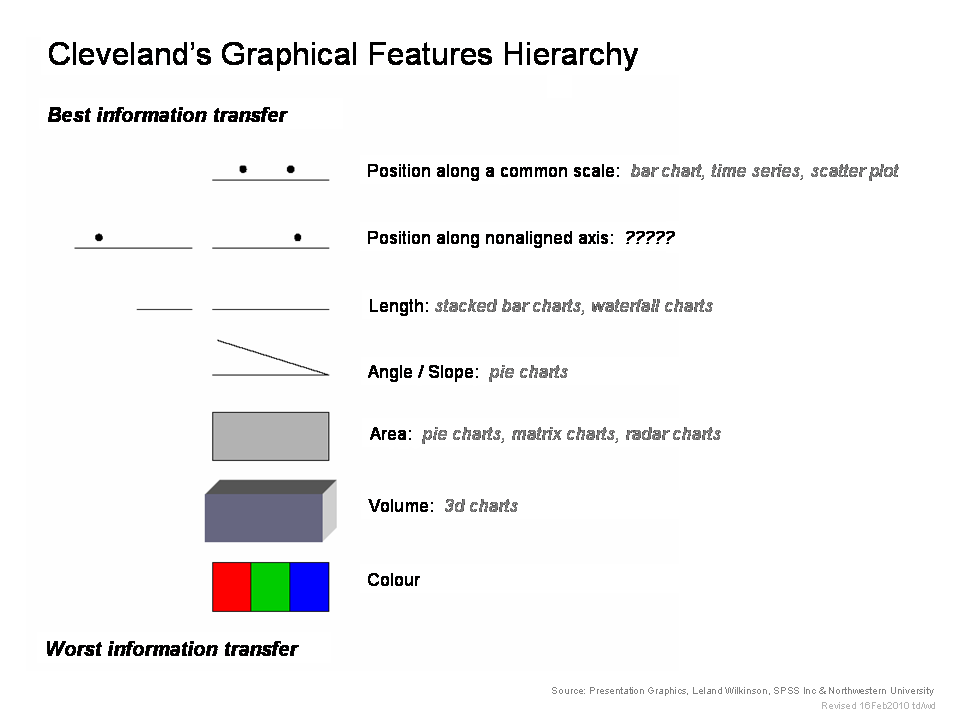 Cleveland's Graphical Features Hierarchy
Best information transfer
Position along a common scale: bar chart, time series, scatter plot
Position along nonaligned axis: ?????
Length: stacked bar charts, waterfall charts
Angle / Slope: pie charts
Area: pie charts, matrix charts, radar charts
Volume: 3d charts
Colour
Worst information transfer
Source: Presentation Graphics, Leland Wilkinson, SPSS Inc & Northwestern University
Revised 16Feb2010 td/wd